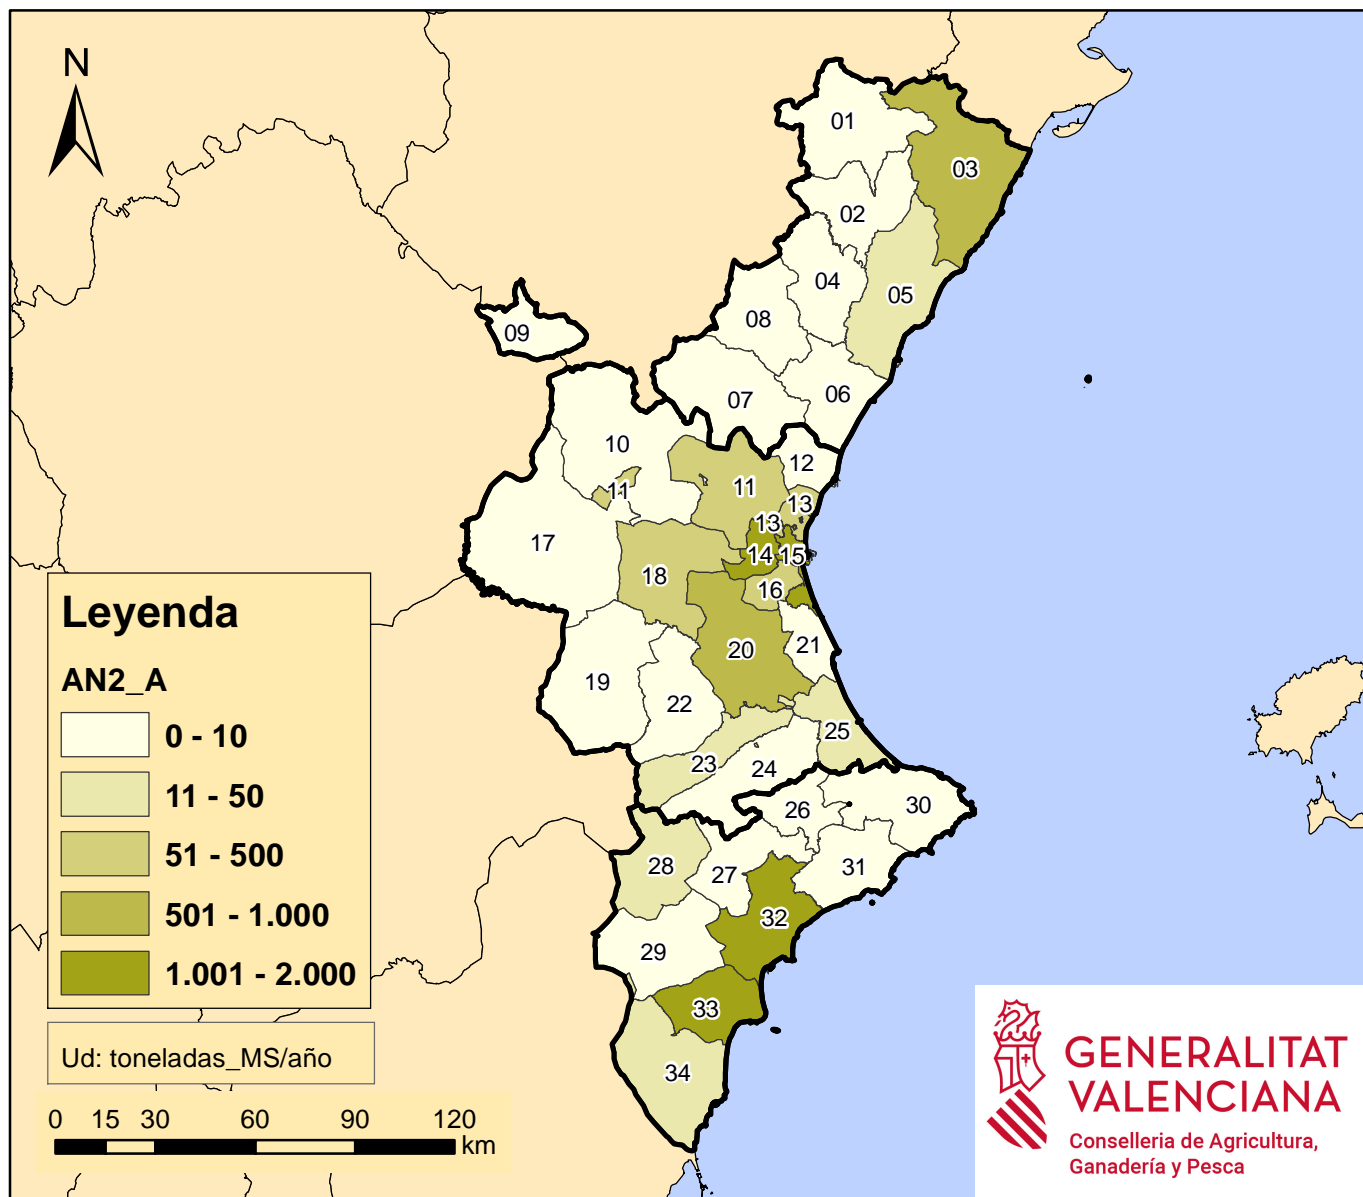 N
01
03
02
04
05
08
09
07
06
10
12
11
11
13
13
17
14
15
18
16
20
21
19
22
25
23
24
26
30
28
27
31
32
29
33
34
Leyenda
AN2_A
0 - 10
11 - 50
51 - 500
501 - 1.000
1.001 - 2.000
Ud: toneladas_MS/año
0 15 30 60 90 120
km
GENERALITAT
VALENCIANA
Conselleria de Agricultura,
Ganadería y Pesca